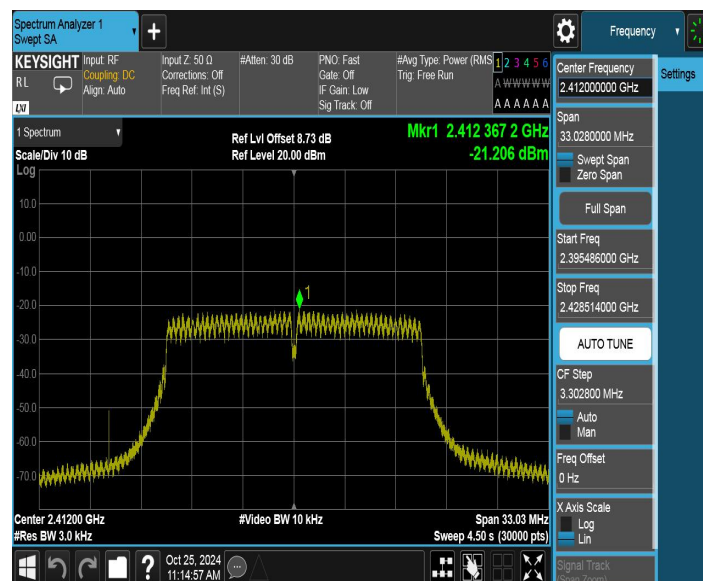 Spectrum Analyzer 1
Swept SA
Frequency
KEYSIGHT
RL
LXI
Input: RF
Coupling: DC
Align: Auto
Input Z: 50 Ω
Corrections: Off
Freq Ref: Int (S)
#Atten: 30 dB
PNO: Fast
Gate: Off
IF Gain: Low
Sig Track: Off
#Avg Type: Power (RMS
Trig: Free Run
1 2 3 4 5 6
A W W W W W
A A A A A A
1 Spectrum
Scale/Div 10 dB
Log
Ref Lvl Offset 8.73 dB
Ref Level 20.00 dBm
Mkr1 2.412 367 2 GHz
-21.206 dBm
1
10.0
0.00
-10.0
-20.0
-30.0
-40.0
-50.0
-60.0
-70.0
Center 2.41200 GHz
#Res BW 3.0 kHz
#Video BW 10 kHz
Span 33.03 MHz
Sweep 4.50 s (30000 pts)
Center Frequency
2.412000000 GHz
Settings
Span
33.0280000 MHz
Swept Span
Zero Span
Full Span
Start Freq
2.395486000 GHz
Stop Freq
2.428514000 GHz
AUTO TUNE
CF Step
3.302800 MHz
Auto
Man
Freq Offset
0 Hz
X Axis Scale
Log
Lin
Signal Track
(Span Zoom)
?
Oct 25, 2024
11:14:57 AM